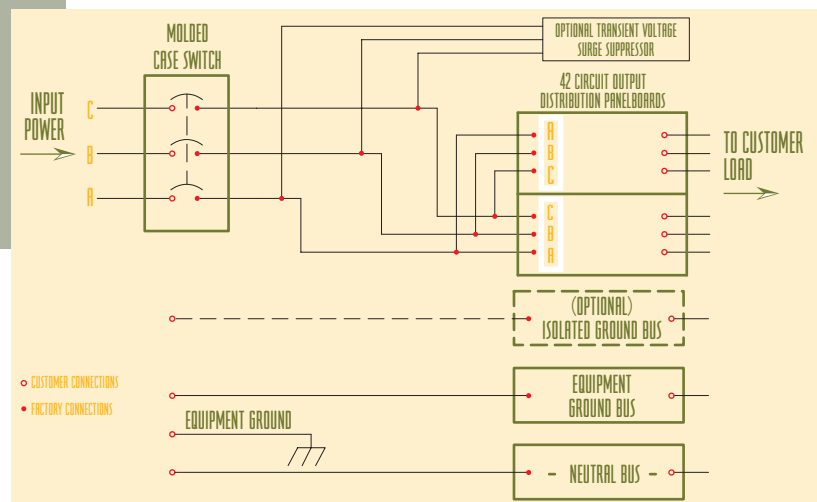 MOLDED
CASE SWITCH
OPTIONAL TRANSIENT VOLTAGE
SURGE SUPPRESSOR
42 CIRCUIT OUTPUT
DISTRIBUTION PANELBOARDS
INPUT
POWER
C
B
A
A
B
C
C
B
A
TO CUSTOMER
LOAD
(OPTIONAL)
ISOLATED GROUND BUS
CUSTOMER CONNECTIONS
FACTORY CONNECTIONS
EQUIPMENT
GROUND BUS
EQUIPMENT GROUND
- NEUTRAL BUS -